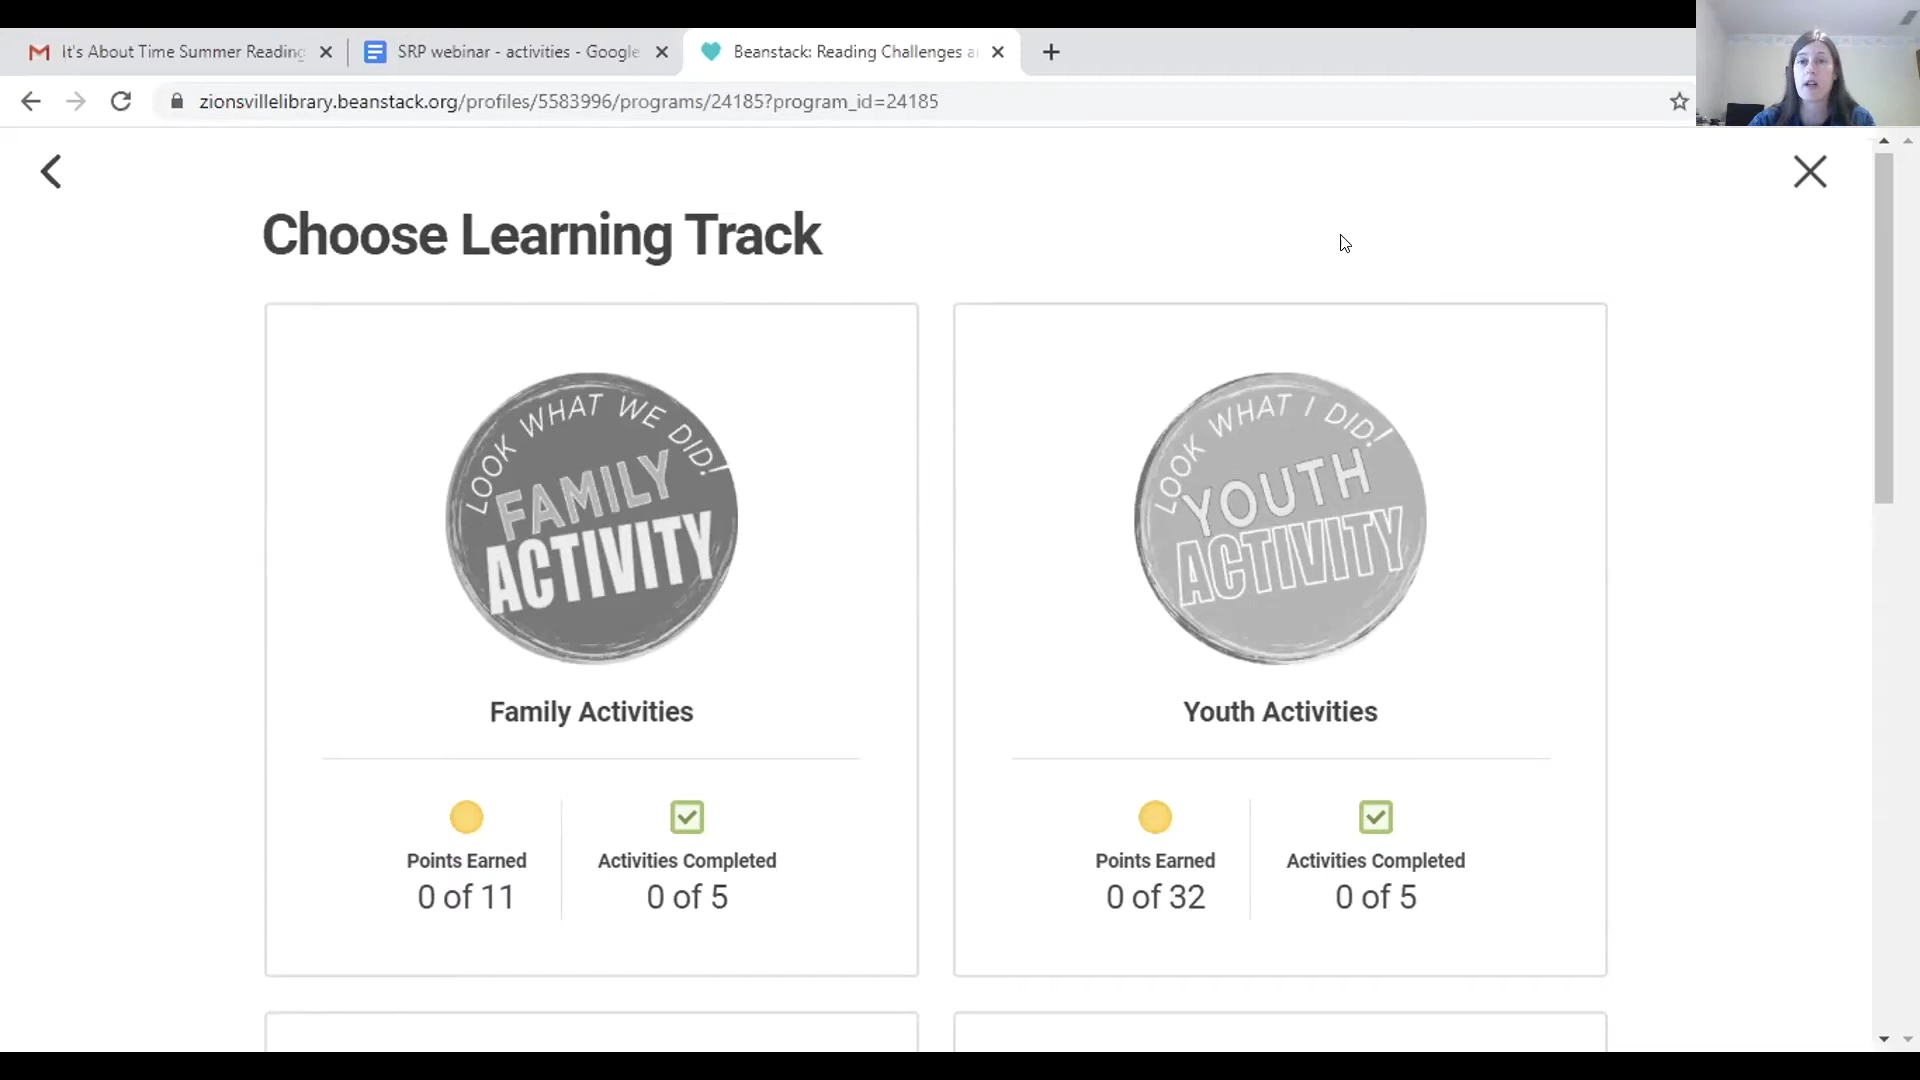 It's About Time Summer Reading
SRP webinar - activities - Google
Beanstack: Reading Challenges a
zionsvillelibrary.beanstack.org/profiles/5583996/programs/24185?program_id=24185
Choose Learning Track
LOOK WHAT WE DID!
FAMILY
ACTIVITY
Family Activities
Points Earned
0 of 11
Activities Completed
0 of 5
LOOK WHAT I DID!
YOUTH
ACTIVITY
Youth Activities
Points Earned
0 of 32
Activities Completed
0 of 5